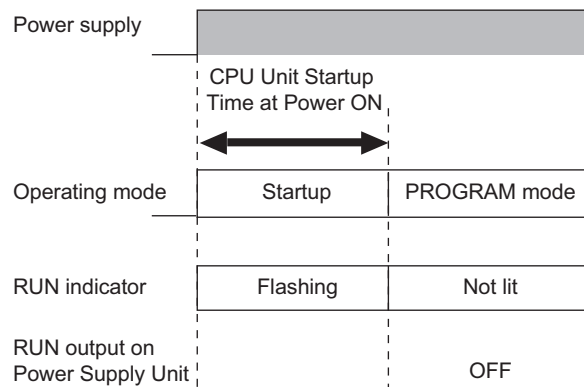 Power supply
CPU Unit Startup
Time at Power ON
Operating mode
Startup
PROGRAM mode
RUN indicator
Flashing
Not lit
RUN output on
Power Supply Unit
OFF